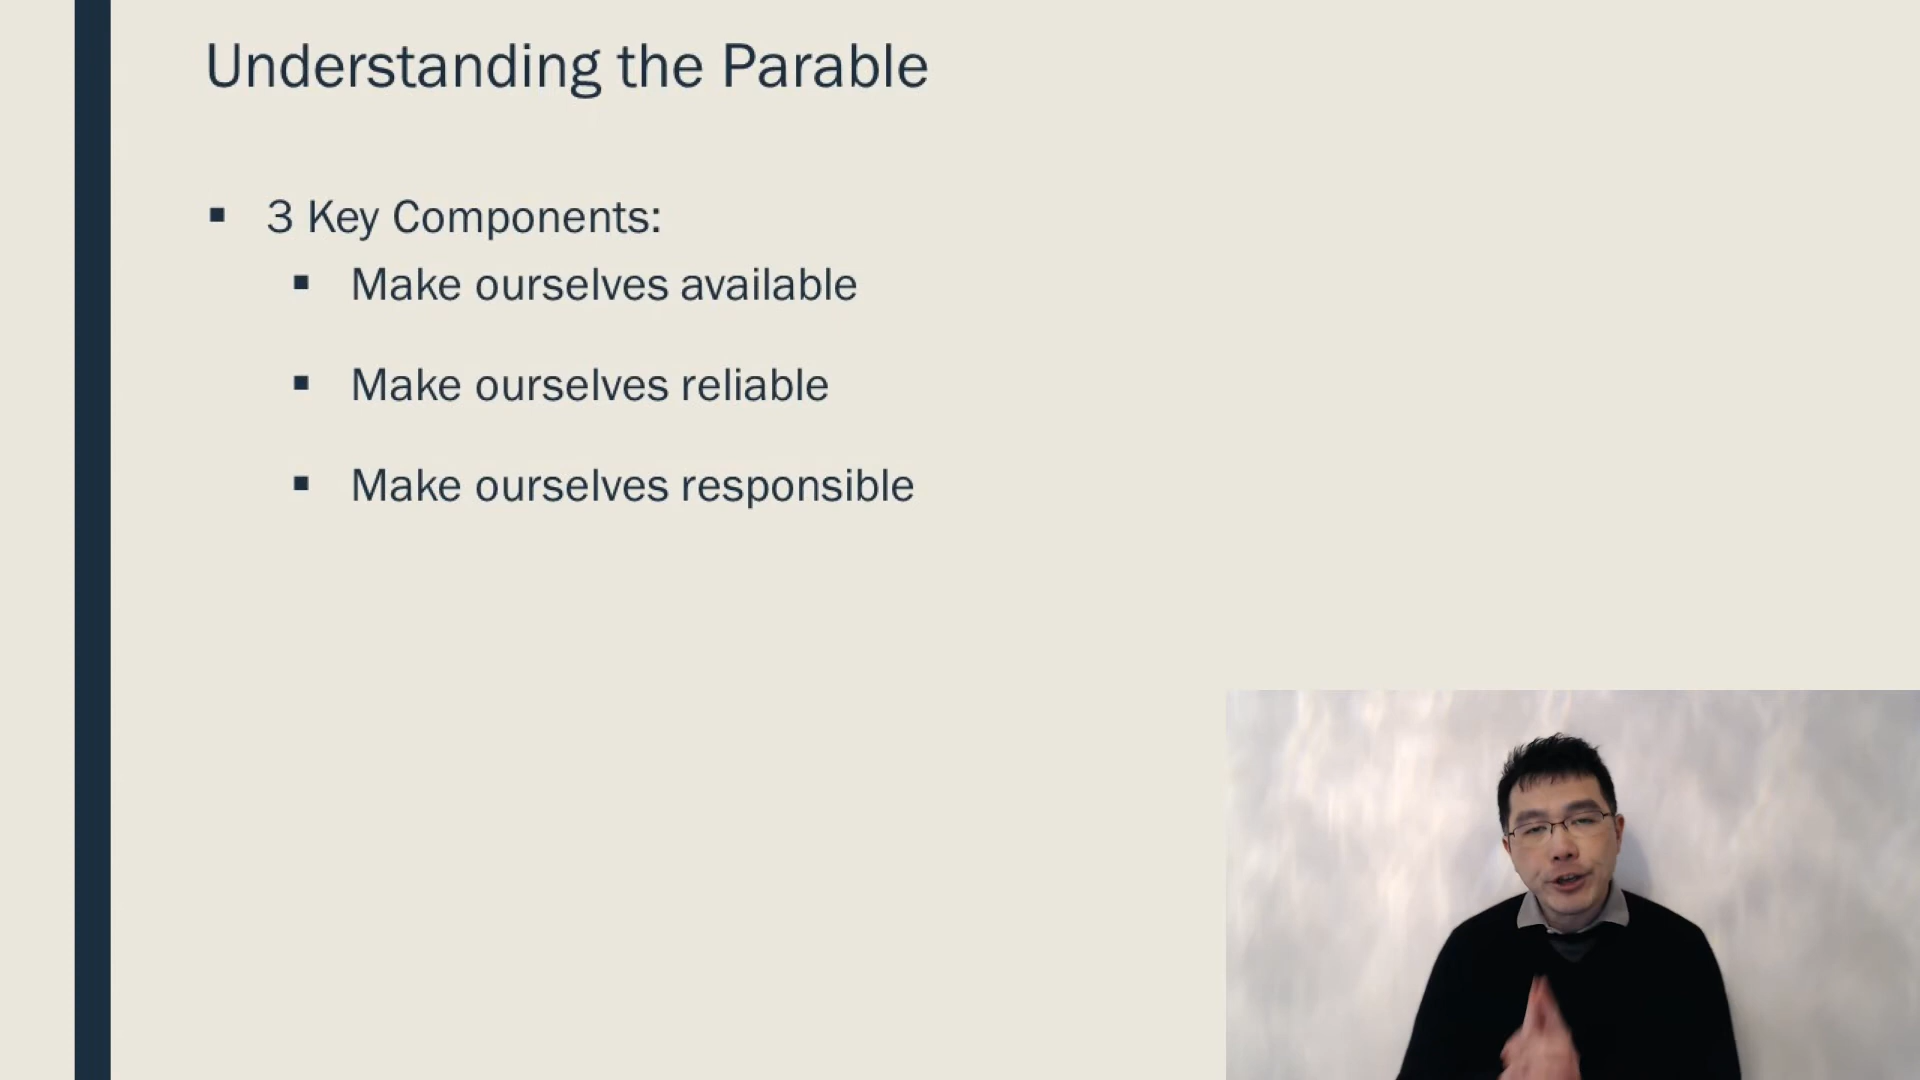 Understanding the Parable
▪ 3 Key Components:
▪ Make ourselves available
▪ Make ourselves reliable
▪ Make ourselves responsible